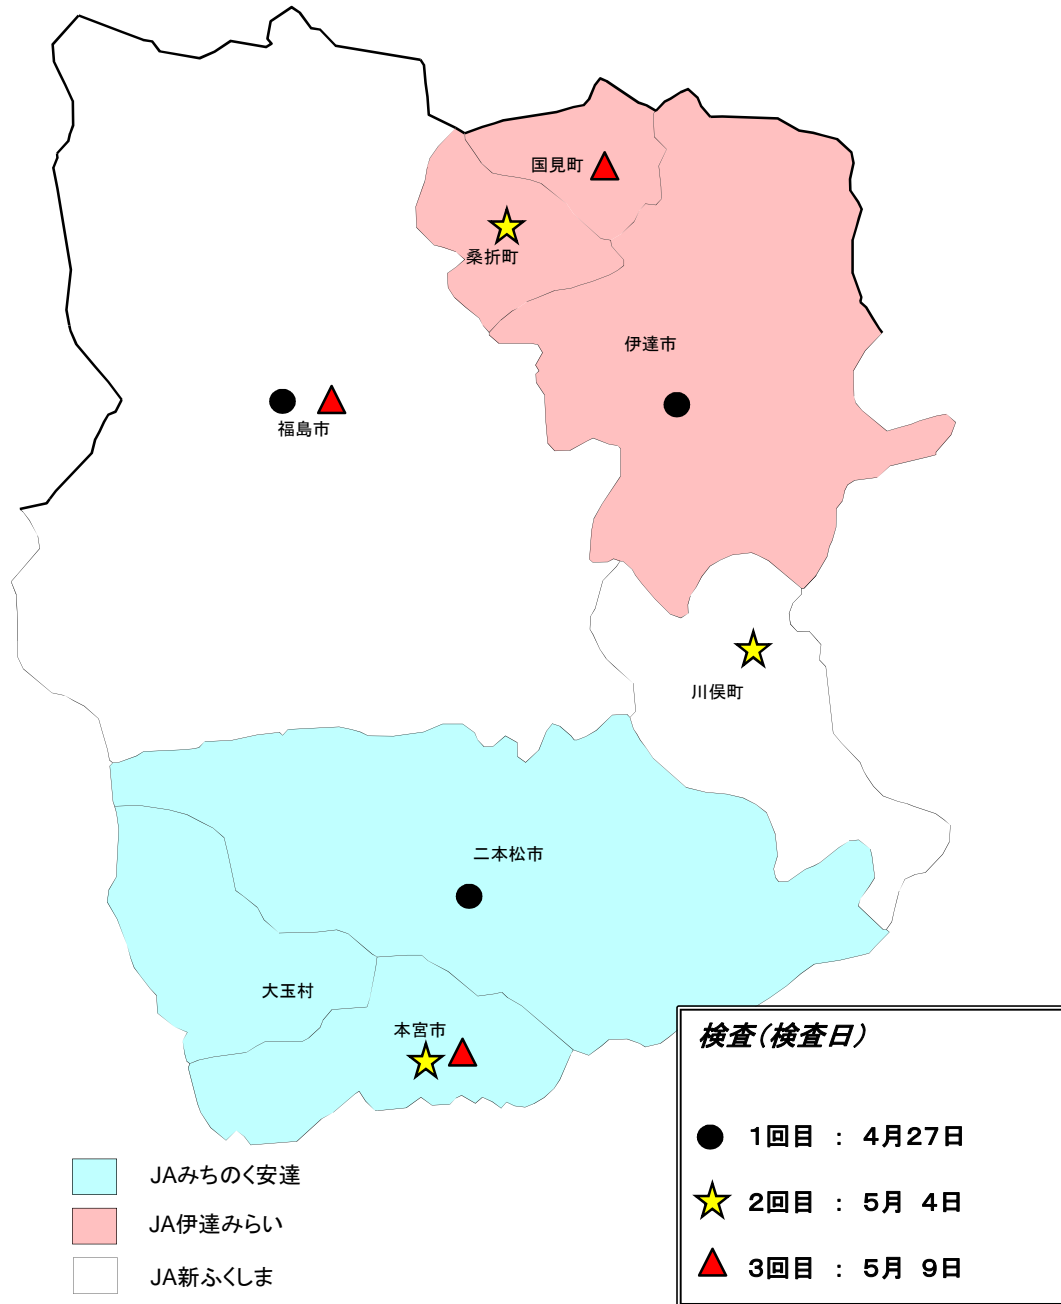 国見町
桑折町
伊達市
福島市
川俣町
二本松市
大玉村
本宮市
検査(検査日)
1回目 : 4月27日
2回目 : 5月 4日
3回目 : 5月 9日
JAみちのく安達
JA伊達みらい
JA新ふくしま